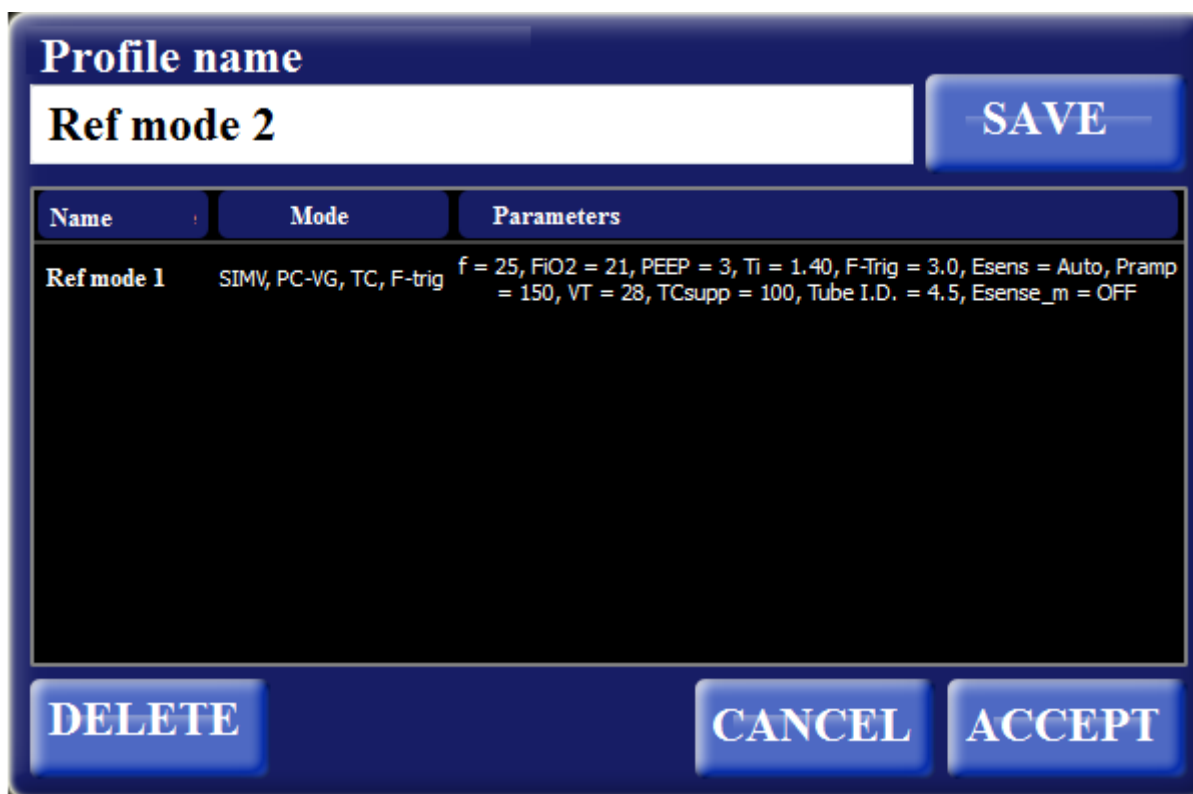 Profile name
Ref mode 2
SAVE
Name Mode Parameters
Ref mode 1 SIMV, PC-VG, TC, F-trig f = 25, FiO2 = 21, PEEP = 3, Ti = 1.40, F-Trig = 3.0, Esens = Auto, Pramp
= 150, VT = 28, TCsupp = 100, Tube I.D. = 4.5, Esense_m = OFF
DELETE CANCEL ACCEPT